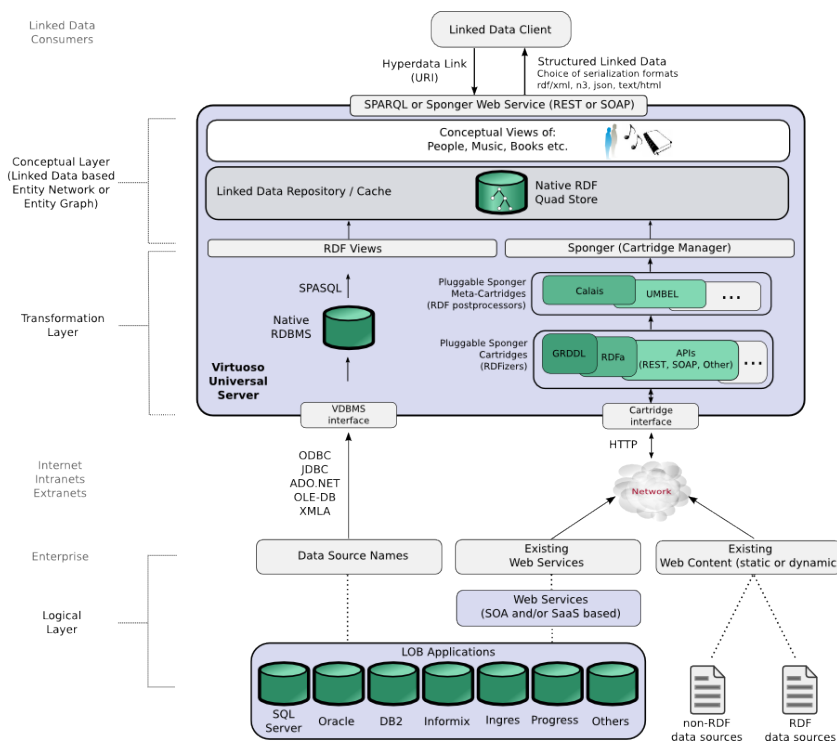 Linked Data
Consumers
Linked Data Client
Hyperdata Link
(URI)
Structured Linked Data
Choice of serialization formats
rdf/xml, n3, json, text/html
SPARQL or Sponger Web Service (REST or SOAP)
Conceptual Views of:
People, Music, Books etc.
Conceptual Layer
(Linked Data based
Entity Network or
Entity Graph)
Linked Data Repository / Cache
Native RDF
Quad Store
RDF Views
Sponger (Cartridge Manager)
SPASQL
Native
RDBMS
Pluggable Sponger
Meta-Cartridges
(RDF postprocessors)
Calais
UMBEL
...
Transformation
Layer
Pluggable Sponger
Cartridges
(RDFizers)
GRDDL
RDFa
APIs
(REST, SOAP, Other)
...
Virtuoso
Universal
Server
VDBMS
interface
Cartridge
interface
HTTP
ODBC
JDBC
ADO.NET
OLE-DB
XMLA
Internet
Intranets
Extranets
Network
Enterprise
Data Source Names
Existing
Web Services
Existing
Web Content (static or dynamic
Logical
Layer
Web Services
(SOA and/or SaaS based)
LOB Applications
SQL
Server
Oracle
DB2
Informix
Ingres
Progress
Others
non-RDF
data sources
RDF
data sources